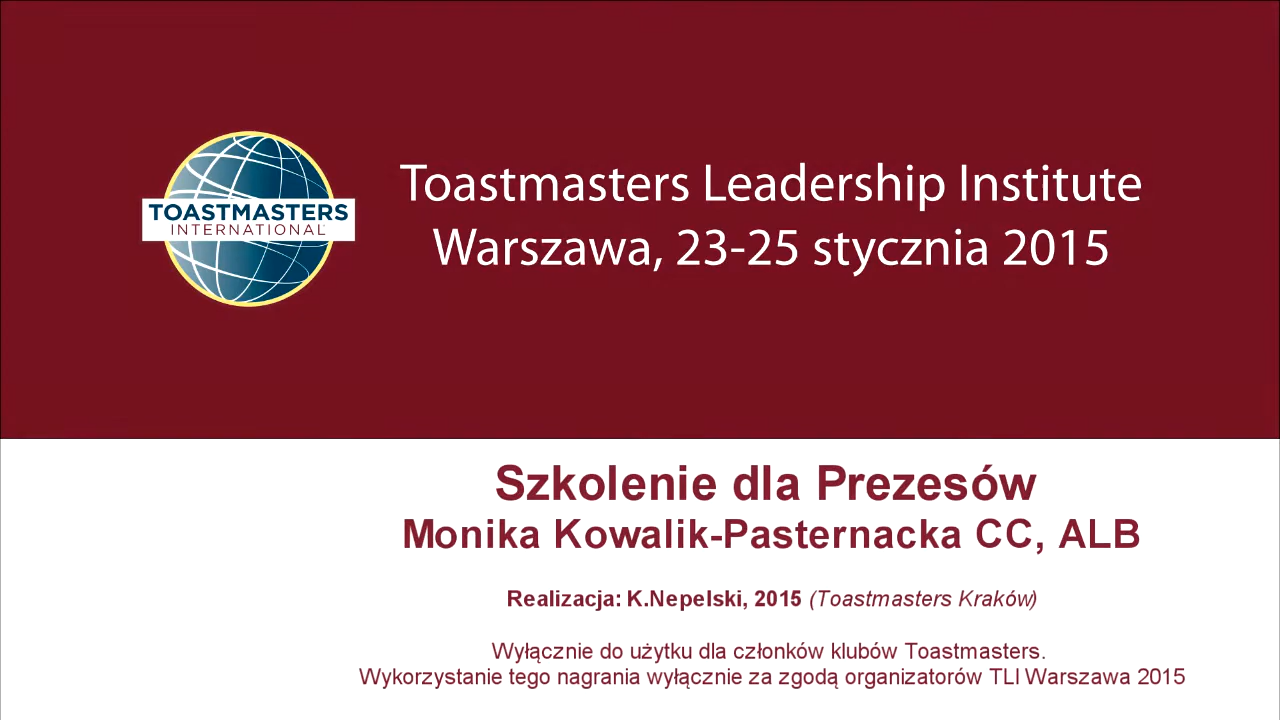 TOASTMASTERS
INTERNATIONAL
Toastmasters Leadership Institute
Warszawa, 23-25 stycznia 2015
Szkolenie dla Prezesów
Monika Kowalik-Pasternacka CC, ALB
Realizacja: K.Nepelski, 2015 (Toastmasters Kraków)
Wyłącznie do użytku dla członków klubów Toastmasters.
Wykorzystanie tego nagrania wyłącznie za zgodą organizatorów TLI Warszawa 2015